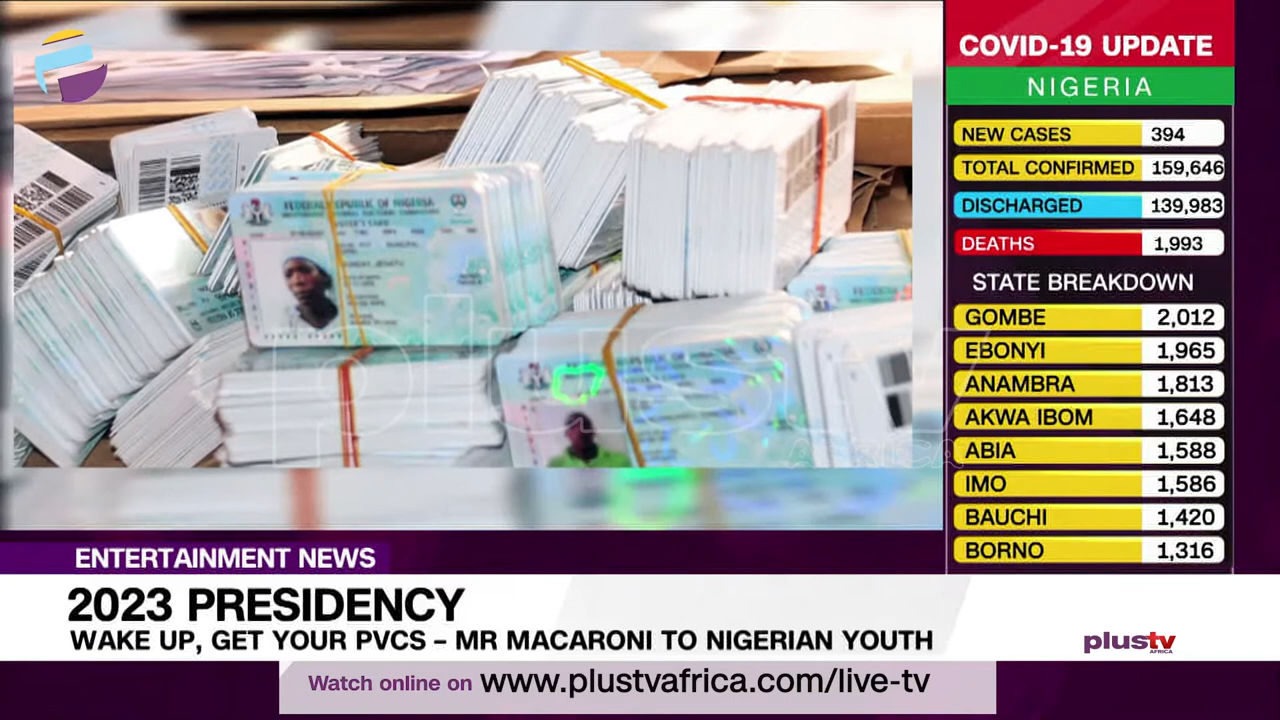 FEDERAL REPUBLIC OF NIGERIA
plustv
AFRICA
COVID-19 UPDATE
NIGERIA
NEW CASES 394
TOTAL CONFIRMED 159,646
DISCHARGED 139,983
DEATHS 1,993
STATE BREAKDOWN
GOMBE 2,012
EBONYI 1,965
ANAMBRA 1,813
AKWA IBOM 1,648
ABIA 1,588
IMO 1,586
BAUCHI 1,420
BORNO 1,316
ENTERTAINMENT NEWS
2023 PRESIDENCY
WAKE UP, GET YOUR PVCS – MR MACARONI TO NIGERIAN YOUTH
plustv
AFRICA
Watch online on www.plustvafrica.com/live-tv